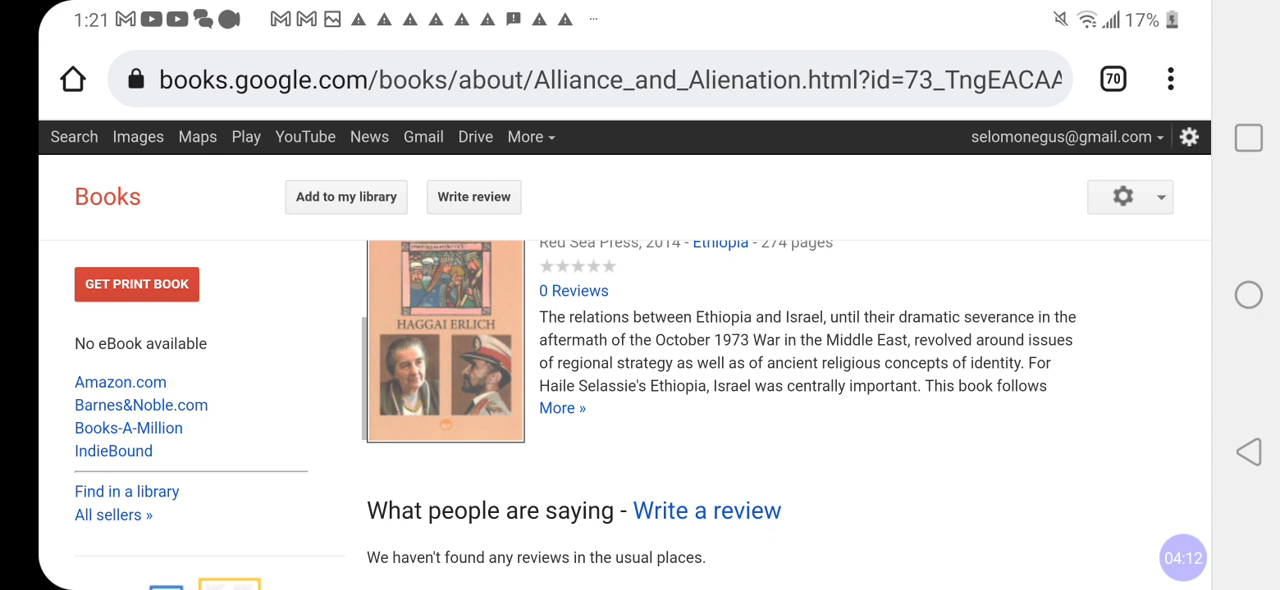 1:21
17%
books.google.com/books/about/Alliance_and_Alienation.html?id=73_TngEACAA
70
Search Images Maps Play YouTube News Gmail Drive More
selomonegus@gmail.com
Books
Add to my library
Write review
GET PRINT BOOK
No eBook available
Amazon.com
Barnes&Noble.com
Books-A-Million
IndieBound
Find in a library
All sellers »
HAGGAI ERLICH
Red Sea Press, 2014 - Ethiopia - 274 pages
0 Reviews
The relations between Ethiopia and Israel, until their dramatic severance in the
aftermath of the October 1973 War in the Middle East, revolved around issues
of regional strategy as well as of ancient religious concepts of identity. For
Haile Selassie's Ethiopia, Israel was centrally important. This book follows
More »
What people are saying - Write a review
We haven't found any reviews in the usual places.
04:12